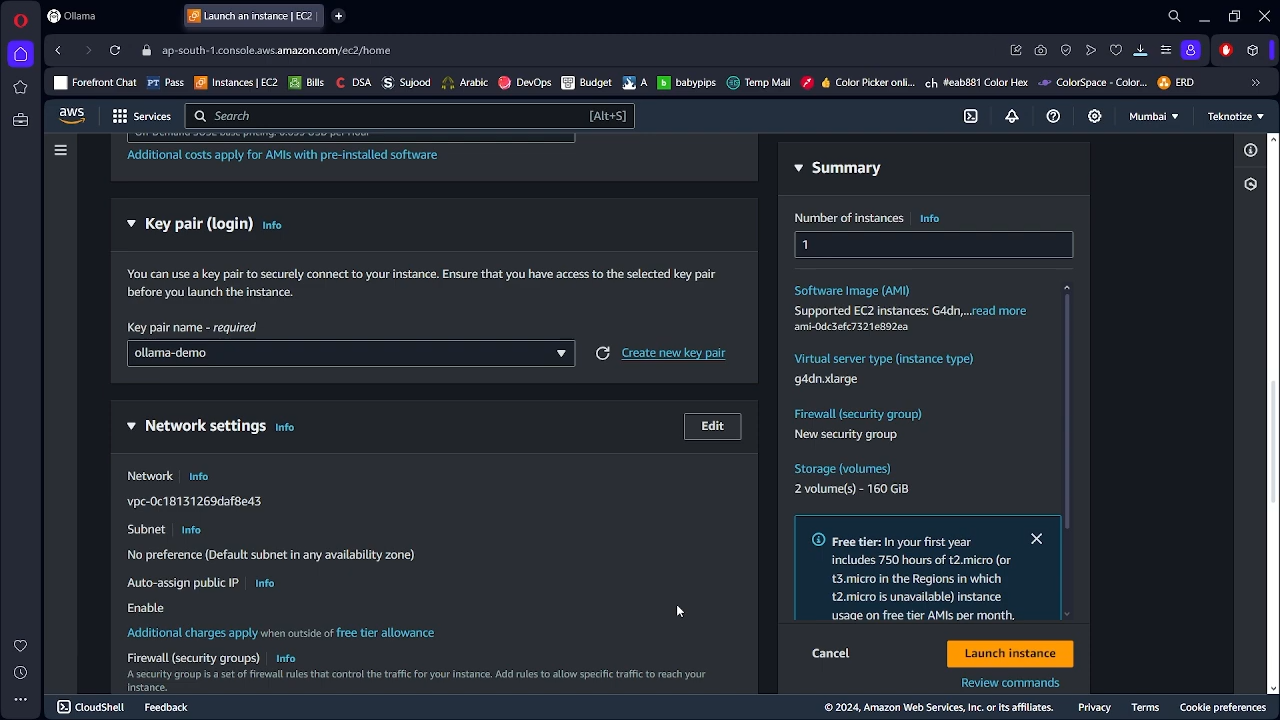 Ollama
Launch an instance | EC2
ap-south-1.console.aws.amazon.com/ec2/home
Forefront Chat PT Pass Instances | EC2 Bills DSA Sujood Arabic DevOps Budget A babypips Temp Mail Color Picker onl... ch #eab881 Color Hex ColorSpace - Color... ERD
aws Services Search [Alt+S] Mumbai Teknotize
Additional costs apply for AMIs with pre-installed software
Key pair (login) Info
You can use a key pair to securely connect to your instance. Ensure that you have access to the selected key pair
before you launch the instance.
Key pair name - required
ollama-demo
Create new key pair
Network settings Info
Edit
Network Info
vpc-0c18131269daf8e43
Subnet Info
No preference (Default subnet in any availability zone)
Auto-assign public IP Info
Enable
Additional charges apply when outside of free tier allowance
Firewall (security groups) Info
A security group is a set of firewall rules that control the traffic for your instance. Add rules to allow specific traffic to reach your
instance.
Summary
Number of instances Info
1
Software Image (AMI)
Supported EC2 instances: G4dn,...read more
ami-0dc3efc7321e892ea
Virtual server type (instance type)
g4dn.xlarge
Firewall (security group)
New security group
Storage (volumes)
2 volume(s) - 160 GiB
Free tier: In your first year
includes 750 hours of t2.micro (or
t3.micro in the Regions in which
t2.micro is unavailable) instance
usage on free tier AMIs per month,
Cancel
Launch instance
Review commands
CloudShell Feedback © 2024, Amazon Web Services, Inc. or its affiliates. Privacy Terms Cookie preferences